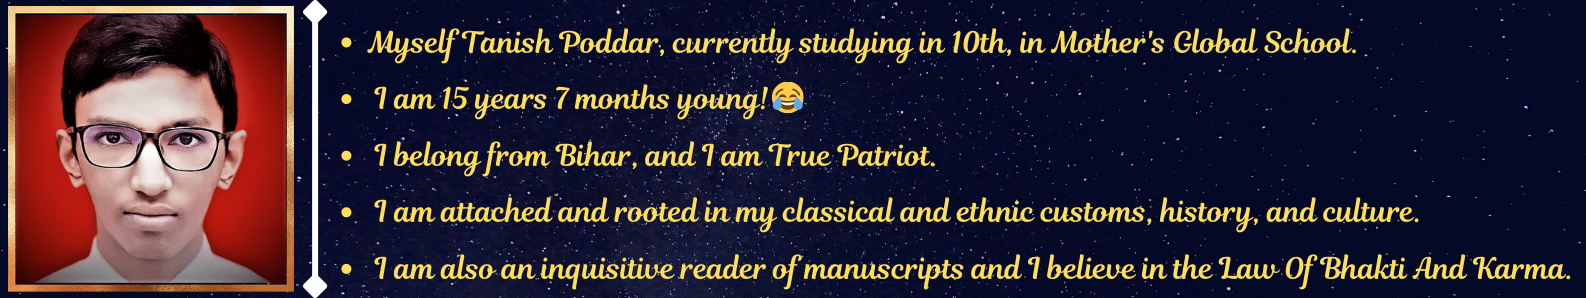 • Myself Tanish Poddar, currently studying in 10th, in Mother's Global School.
• I am 15 years 7 months young!😂
• I belong from Bihar, and I am True Patriot.
• I am attached and rooted in my classical and ethnic customs, history, and culture.
• I am also an inquisitive reader of manuscripts and I believe in the Law Of Bhakti And Karma.